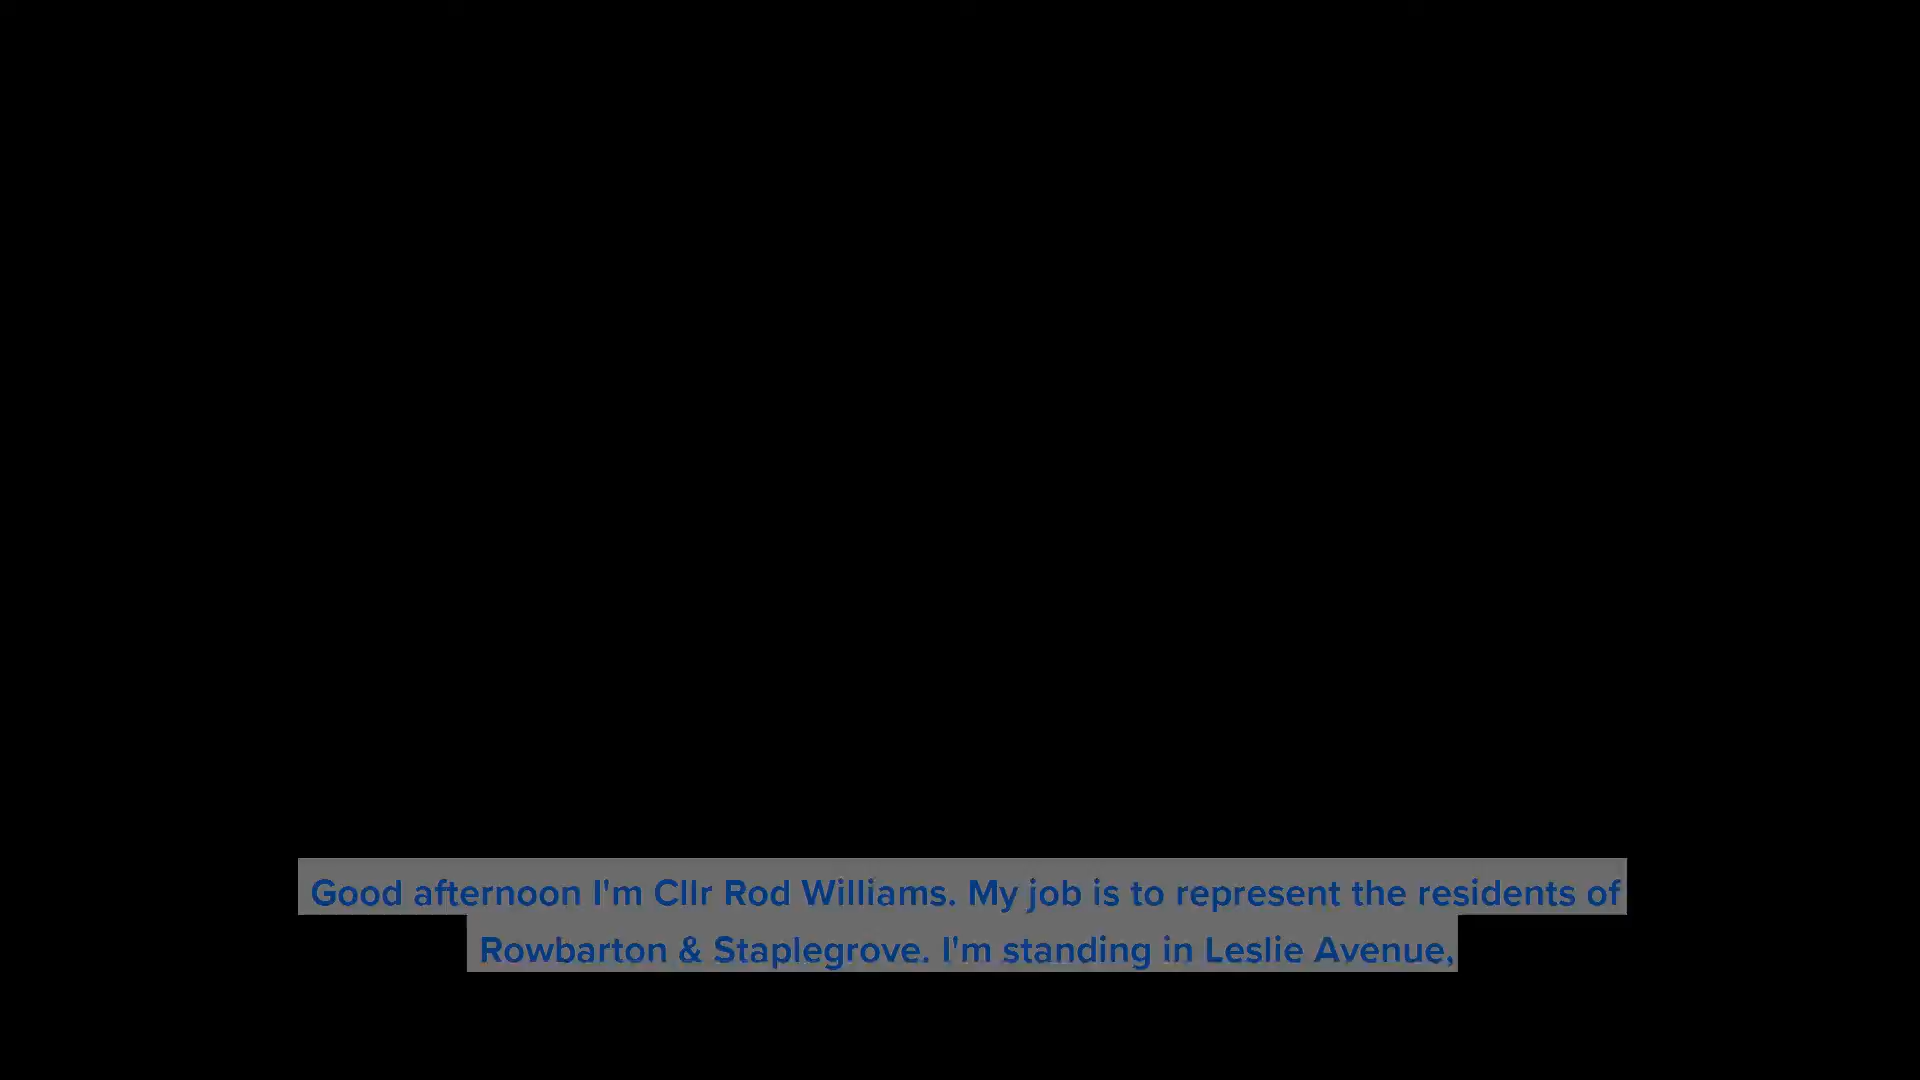 Good afternoon I'm Cllr Rod Williams. My job is to represent the residents of
Rowbarton & Staplegrove. I'm standing in Leslie Avenue,